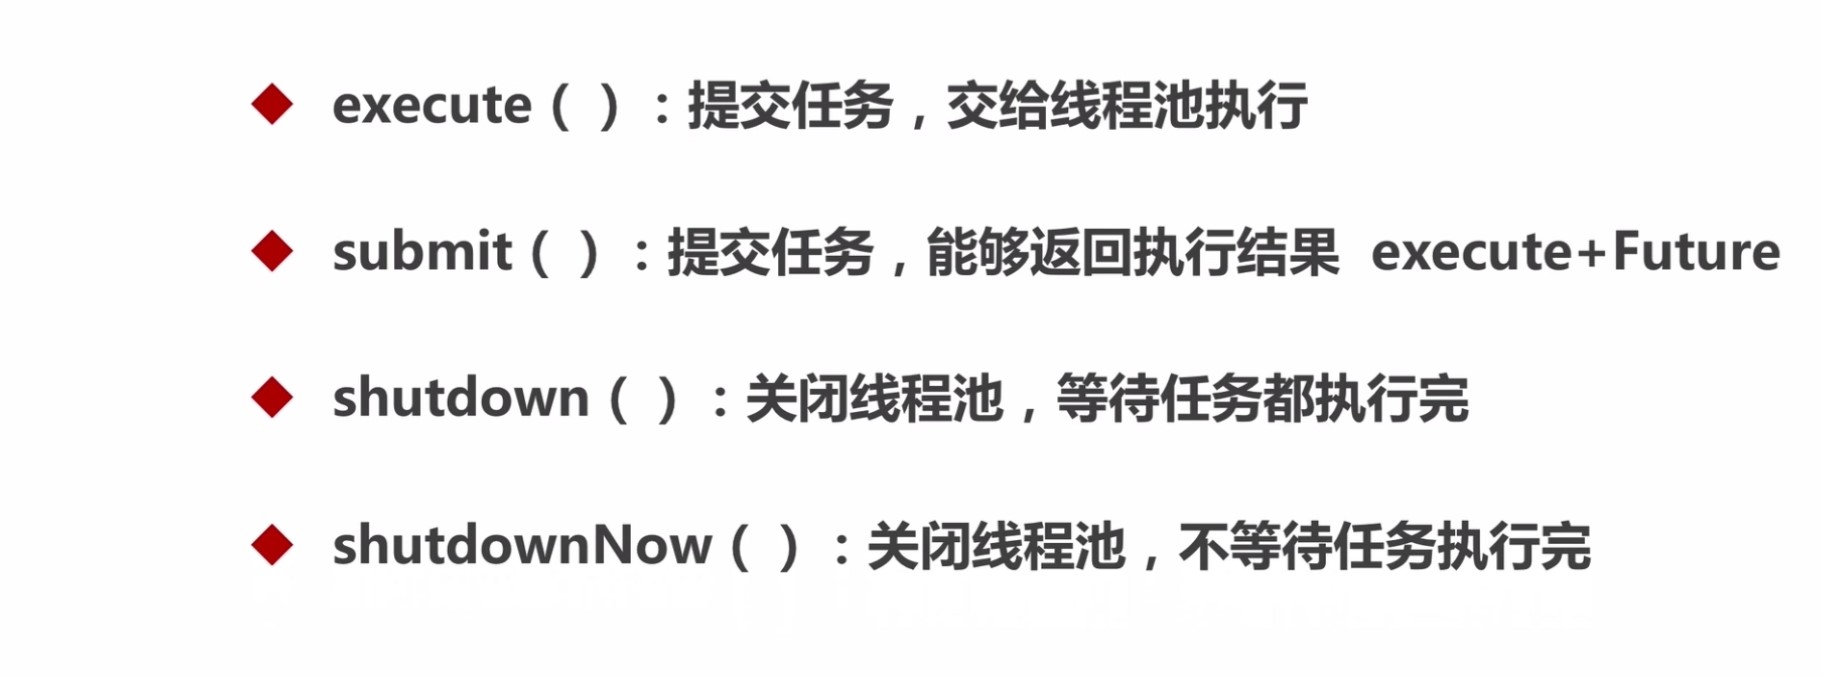 execute（ ）：提交任务，交给线程池执行
submit（ ）：提交任务，能够返回执行结果 execute+Future
shutdown（ ）：关闭线程池，等待任务都执行完
shutdownNow（ ）：关闭线程池，不等待任务执行完